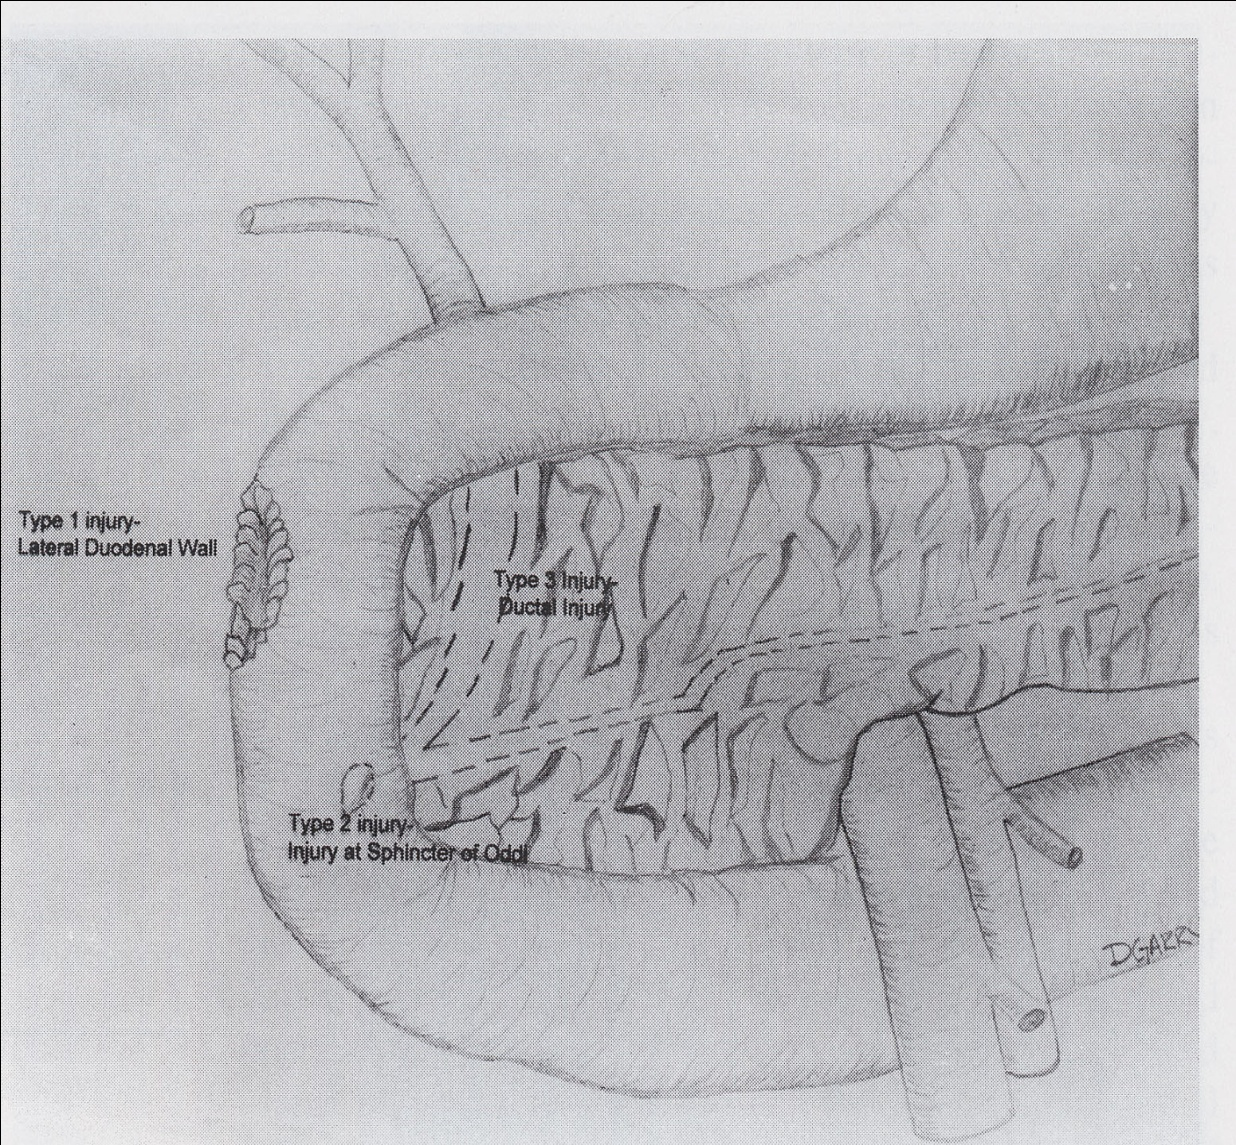 Type 1 injury-
Lateral Duodenal Wall
Type 3 Injury-
Ductal Injury
Type 2 injury-
Injury at Sphincter of Oddi
DGARRY